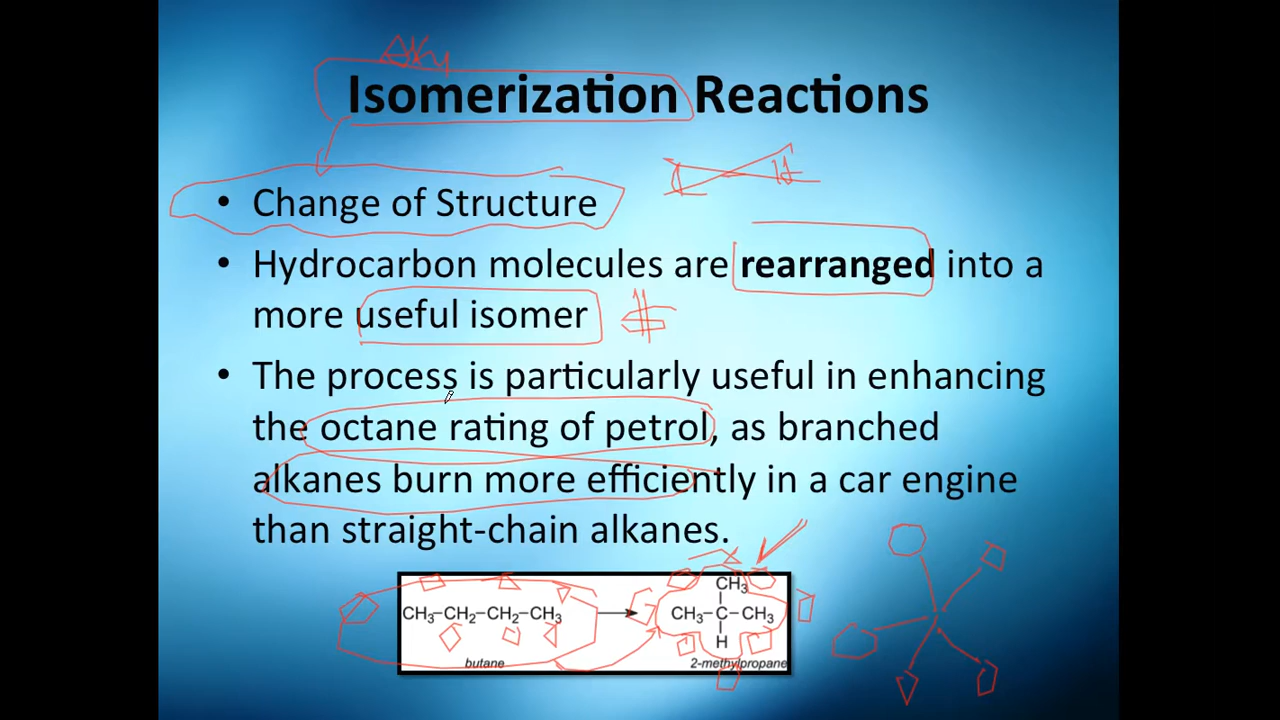 Isomerization Reactions
• Change of Structure
• Hydrocarbon molecules are rearranged into a
more useful isomer $
• The process is particularly useful in enhancing
the octane rating of petrol, as branched
alkanes burn more efficiently in a car engine
than straight-chain alkanes.
CH₃
CH₃–CH₂–CH₂–CH₃ → CH₃–C–CH₃
H
butane 2-methylpropane